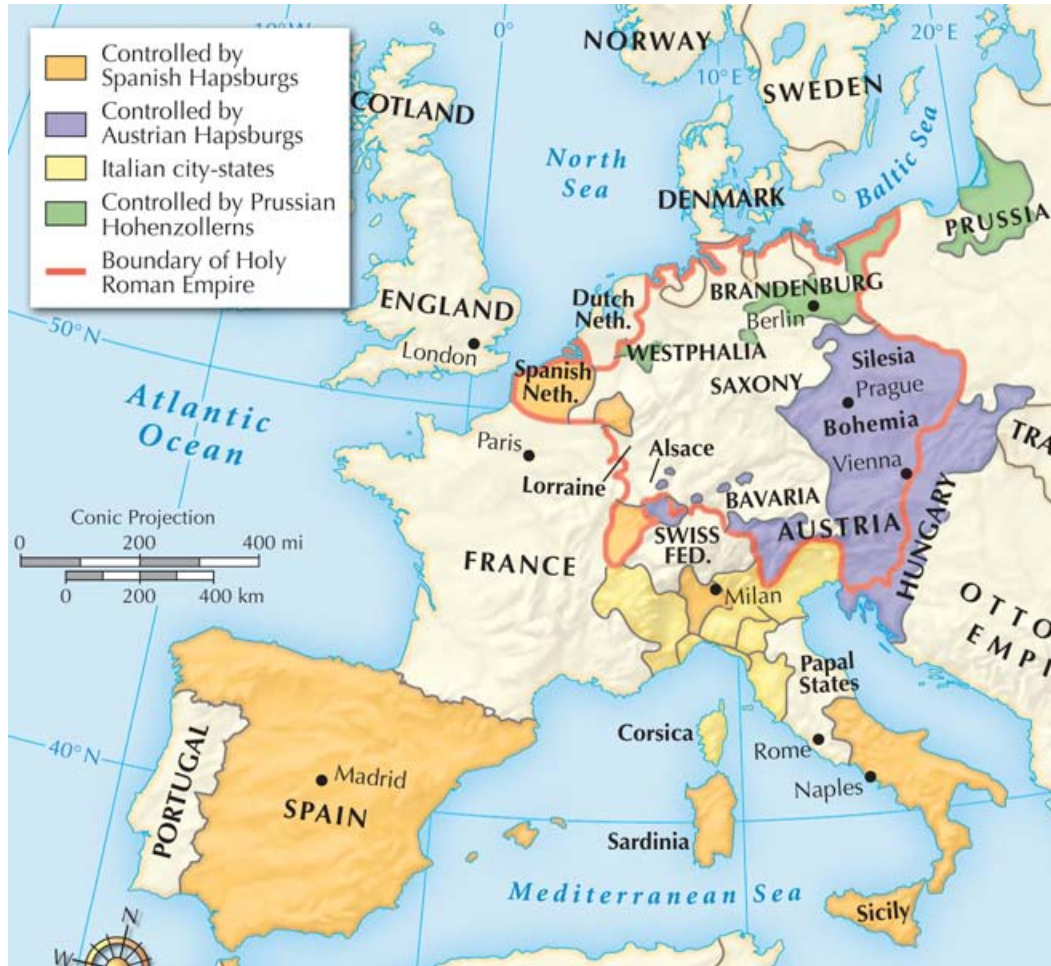 Controlled by
Spanish Hapsburgs
Controlled by
Austrian Hapsburgs
Italian city-states
Controlled by Prussian
Hohenzollerns
Boundary of Holy
Roman Empire
0°
20°E
NORWAY
10°E
SWEDEN
COTLAND
North
Sea
Baltic Sea
DENMARK
PRUSSIA
ENGLAND
London
50°N
Dutch
Neth.
BRANDENBURG
Berlin
WESTPHALIA
Spanish
Neth.
SAXONY
Silesia
Prague
Bohemia
Atlantic
Ocean
Paris
Alsace
Lorraine
Vienna
BAVARIA
TRA
Conic Projection
0 200 400 mi
0 200 400 km
FRANCE
SWISS
FED.
AUSTRIA
HUNGARY
Milan
OTTO
EMPI
Papal
States
Corsica
Rome
Naples
40°N
PORTUGAL
Madrid
SPAIN
Sardinia
Mediterranean Sea
Sicily
N
W